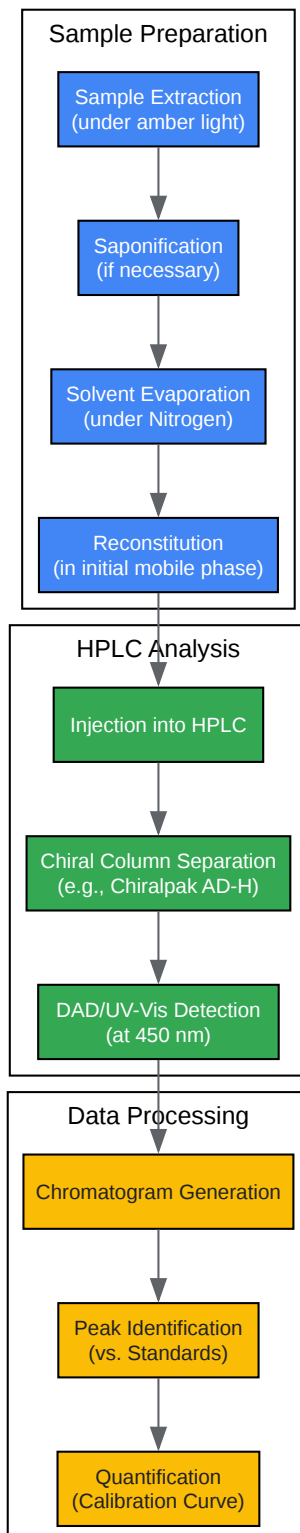 Sample Preparation
Sample Extraction
(under amber light)
Saponification
(if necessary)
Solvent Evaporation
(under Nitrogen)
Reconstitution
(in initial mobile phase)
HPLC Analysis
Injection into HPLC
Chiral Column Separation
(e.g., Chiralpak AD-H)
DAD/UV-Vis Detection
(at 450 nm)
Data Processing
Chromatogram Generation
Peak Identification
(vs. Standards)
Quantification
(Calibration Curve)